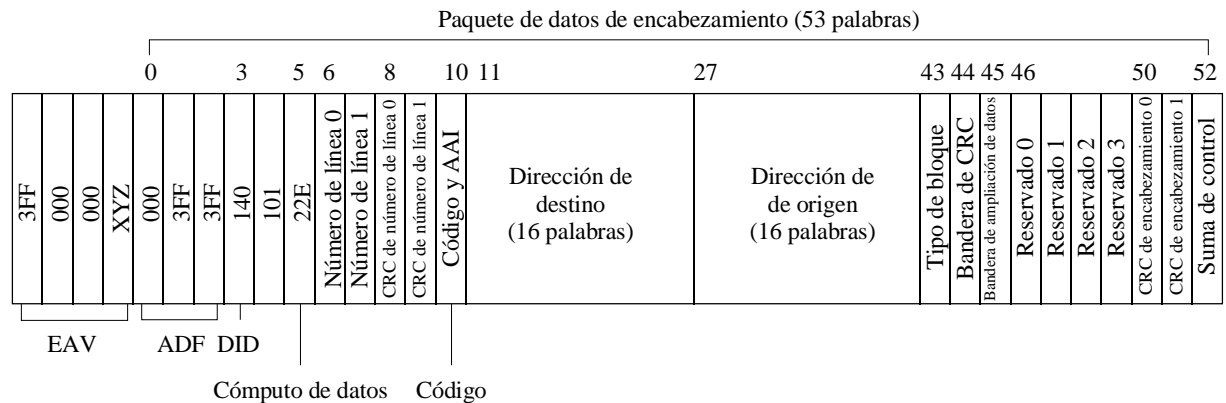 Paquete de datos de encabezamiento (53 palabras)
0 3 5 6 8 10 11 27 43 44 45 46 50 52
3FF
000
000
XYZ
000
3FF
3FF
140
101
22E
Número de línea 0
Número de línea 1
CRC de número de línea 0
CRC de número de línea 1
Código y AAI
Dirección de
destino
(16 palabras)
Dirección
de origen
(16 palabras)
Tipo de bloque
Bandera de CRC
Bandera de ampliación de datos
Reservado 0
Reservado 1
Reservado 2
Reservado 3
CRC de encabezamiento 0
CRC de encabezamiento 1
Suma de control
EAV ADF DID
Cómputo de datos Código